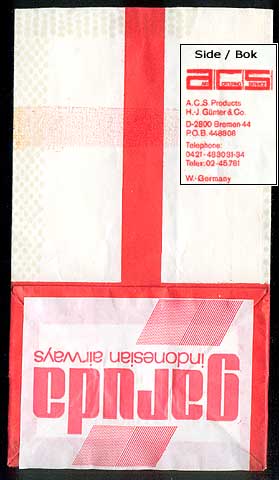 Side / Bok
acs
A.C.S. Products
H.-J. Günter & Co.
D-2800 Bremen 44
P.O.B. 448806
Telephone:
0421-483031-34
Telex: 02-45761
W.-Germany
garuda
indonesian airways